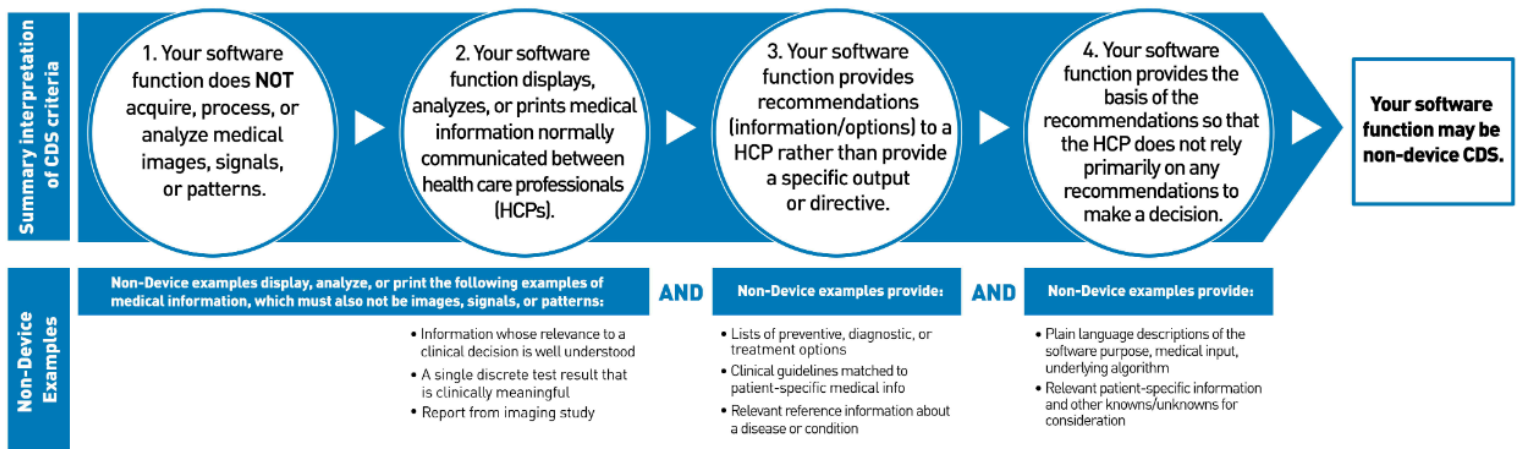 Summary interpretation
of CDS criteria
1. Your software
function does NOT
acquire, process, or
analyze medical
images, signals,
or patterns.
2. Your software
function displays,
analyzes, or prints medical
information normally
communicated between
health care professionals
(HCPs).
3. Your software
function provides
recommendations
(information/options) to a
HCP rather than provide
a specific output
or directive.
4. Your software
function provides the
basis of the
recommendations so that
the HCP does not rely
primarily on any
recommendations to
make a decision.
Your software
function may be
non-device CDS.
Non-Device
Examples
Non-Device examples display, analyze, or print the following examples of
medical information, which must also not be images, signals, or patterns:
• Information whose relevance to a
clinical decision is well understood
• A single discrete test result that
is clinically meaningful
• Report from imaging study
AND
Non-Device examples provide:
• Lists of preventive, diagnostic, or
treatment options
• Clinical guidelines matched to
patient-specific medical info
• Relevant reference information about
a disease or condition
AND
Non-Device examples provide:
• Plain language descriptions of the
software purpose, medical input,
underlying algorithm
• Relevant patient-specific information
and other knowns/unknowns for
consideration